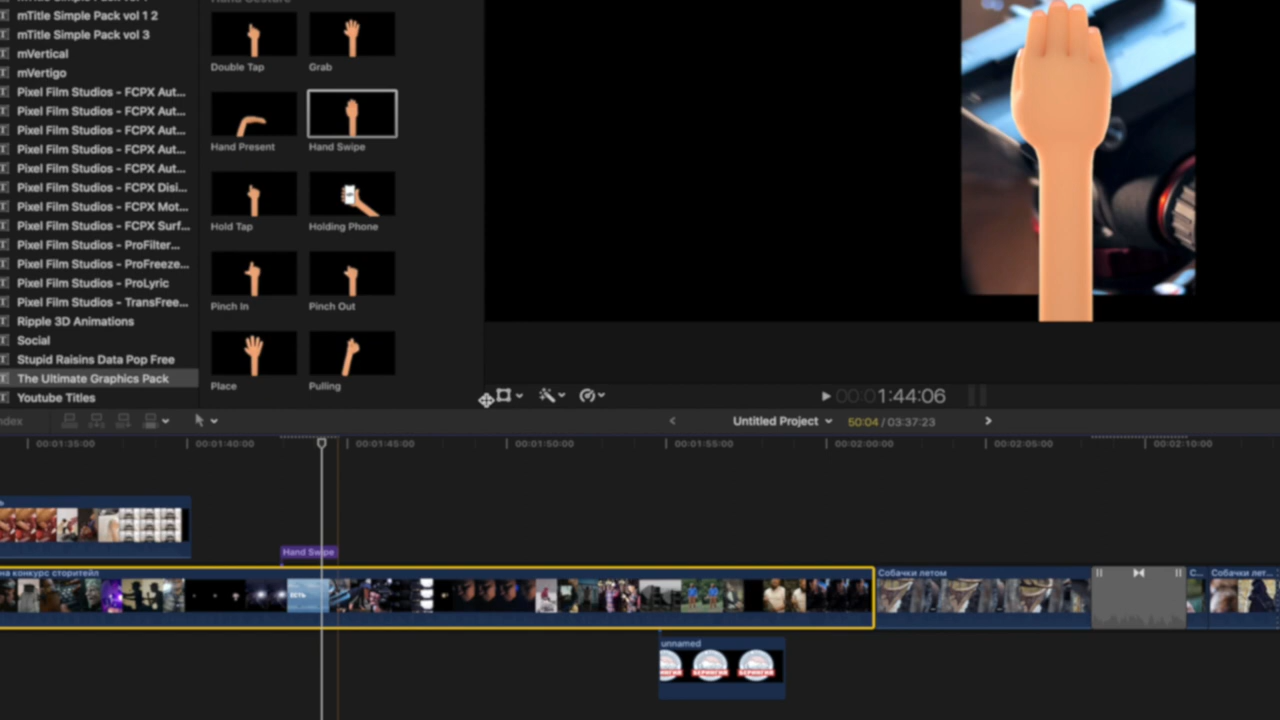 mTitle Simple Pack vol 1 2
mTitle Simple Pack vol 3
mVertical
mVertigo
Pixel Film Studios - FCPX Aut...
Pixel Film Studios - FCPX Aut...
Pixel Film Studios - FCPX Aut...
Pixel Film Studios - FCPX Aut...
Pixel Film Studios - FCPX Aut...
Pixel Film Studios - FCPX Disi...
Pixel Film Studios - FCPX Mot...
Pixel Film Studios - FCPX Surf...
Pixel Film Studios - ProFilter...
Pixel Film Studios - ProFreeze...
Pixel Film Studios - ProLyric
Pixel Film Studios - TransFree...
Ripple 3D Animations
Social
Stupid Raisins Data Pop Free
The Ultimate Graphics Pack
Youtube Titles
Hand Gesture
Double Tap
Grab
Hand Present
Hand Swipe
Hold Tap
Holding Phone
Pinch In
Pinch Out
Place
Pulling
00:01:44:06
ndex
Untitled Project
50:04 / 03:37:23
00:01:35:00
00:01:40:00
00:01:45:00
00:01:50:00
00:01:55:00
00:02:00:00
00:02:05:00
00:02:10:00
Hand Swipe
на конкурс сторитейл
Собачки летом
С...
Собачки лет...
ЕСТЬ
unnamed
БЕРИНГИЯ